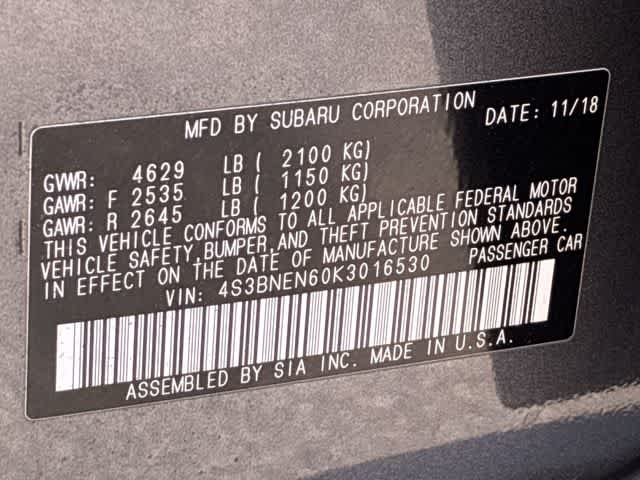 MFD BY SUBARU CORPORATION DATE: 11/18
GVWR: 4629 LB ( 2100 KG)
GAWR: F 2535 LB ( 1150 KG)
GAWR: R 2645 LB ( 1200 KG)
THIS VEHICLE CONFORMS TO ALL APPLICABLE FEDERAL MOTOR
VEHICLE SAFETY, BUMPER AND THEFT PREVENTION STANDARDS
IN EFFECT ON THE DATE OF MANUFACTURE SHOWN ABOVE.
VIN: 4S3BNEN60K3016530 PASSENGER CAR
ASSEMBLED BY SIA INC. MADE IN U.S.A.